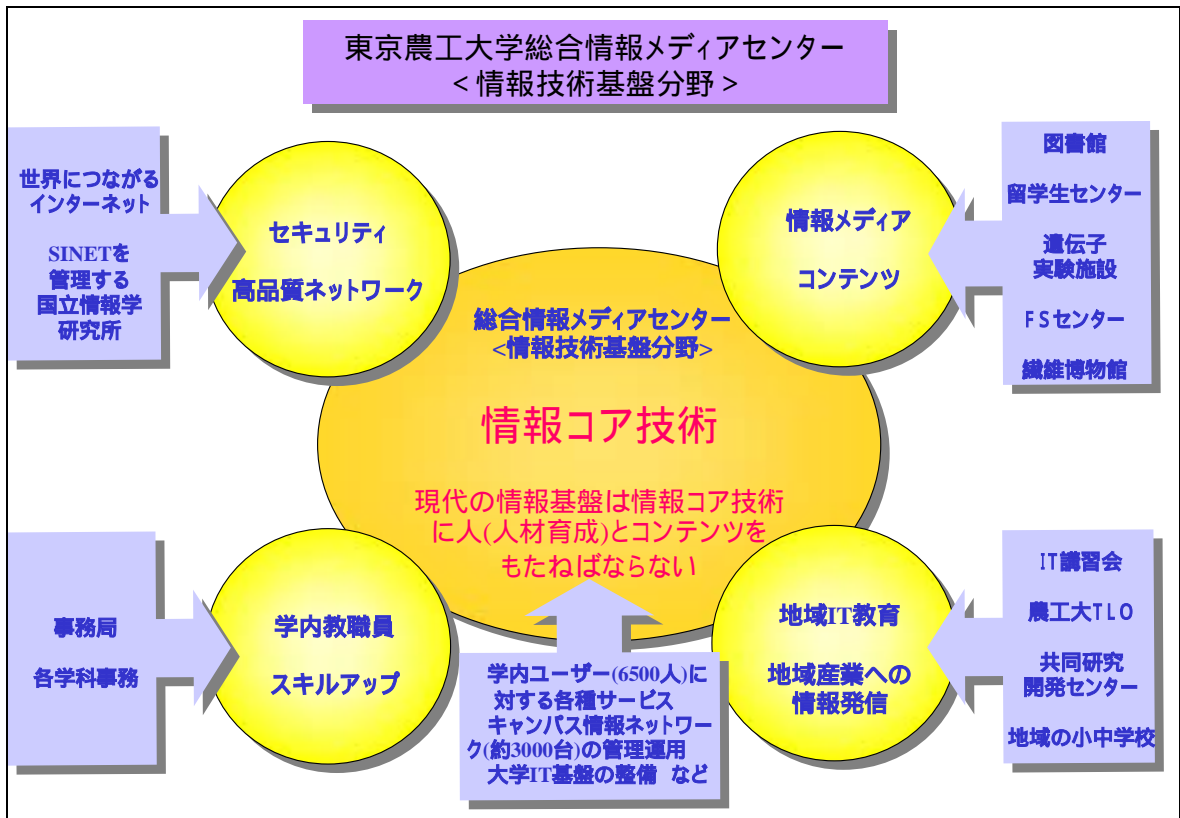 東京農工大学総合情報メディアセンター
<情報技術基盤分野>
世界につながる
インターネット
SINETを
管理する
国立情報学
研究所
セキュリティ
高品質ネットワーク
情報メディア
コンテンツ
図書館
留学生センター
遺伝子
実験施設
FSセンター
繊維博物館
総合情報メディアセンター
<情報技術基盤分野>
情報コア技術
現代の情報基盤は情報コア技術
に人(人材育成)とコンテンツを
もたねばならない
事務局
各学科事務
学内教職員
スキルアップ
学内ユーザー(6500人)に
対する各種サービス
キャンパス情報ネットワー
ク(約3000台)の管理運用
大学IT基盤の整備 など
地域IT教育
地域産業への
情報発信
IT講習会
農工大TLO
共同研究
開発センター
地域の小中学校